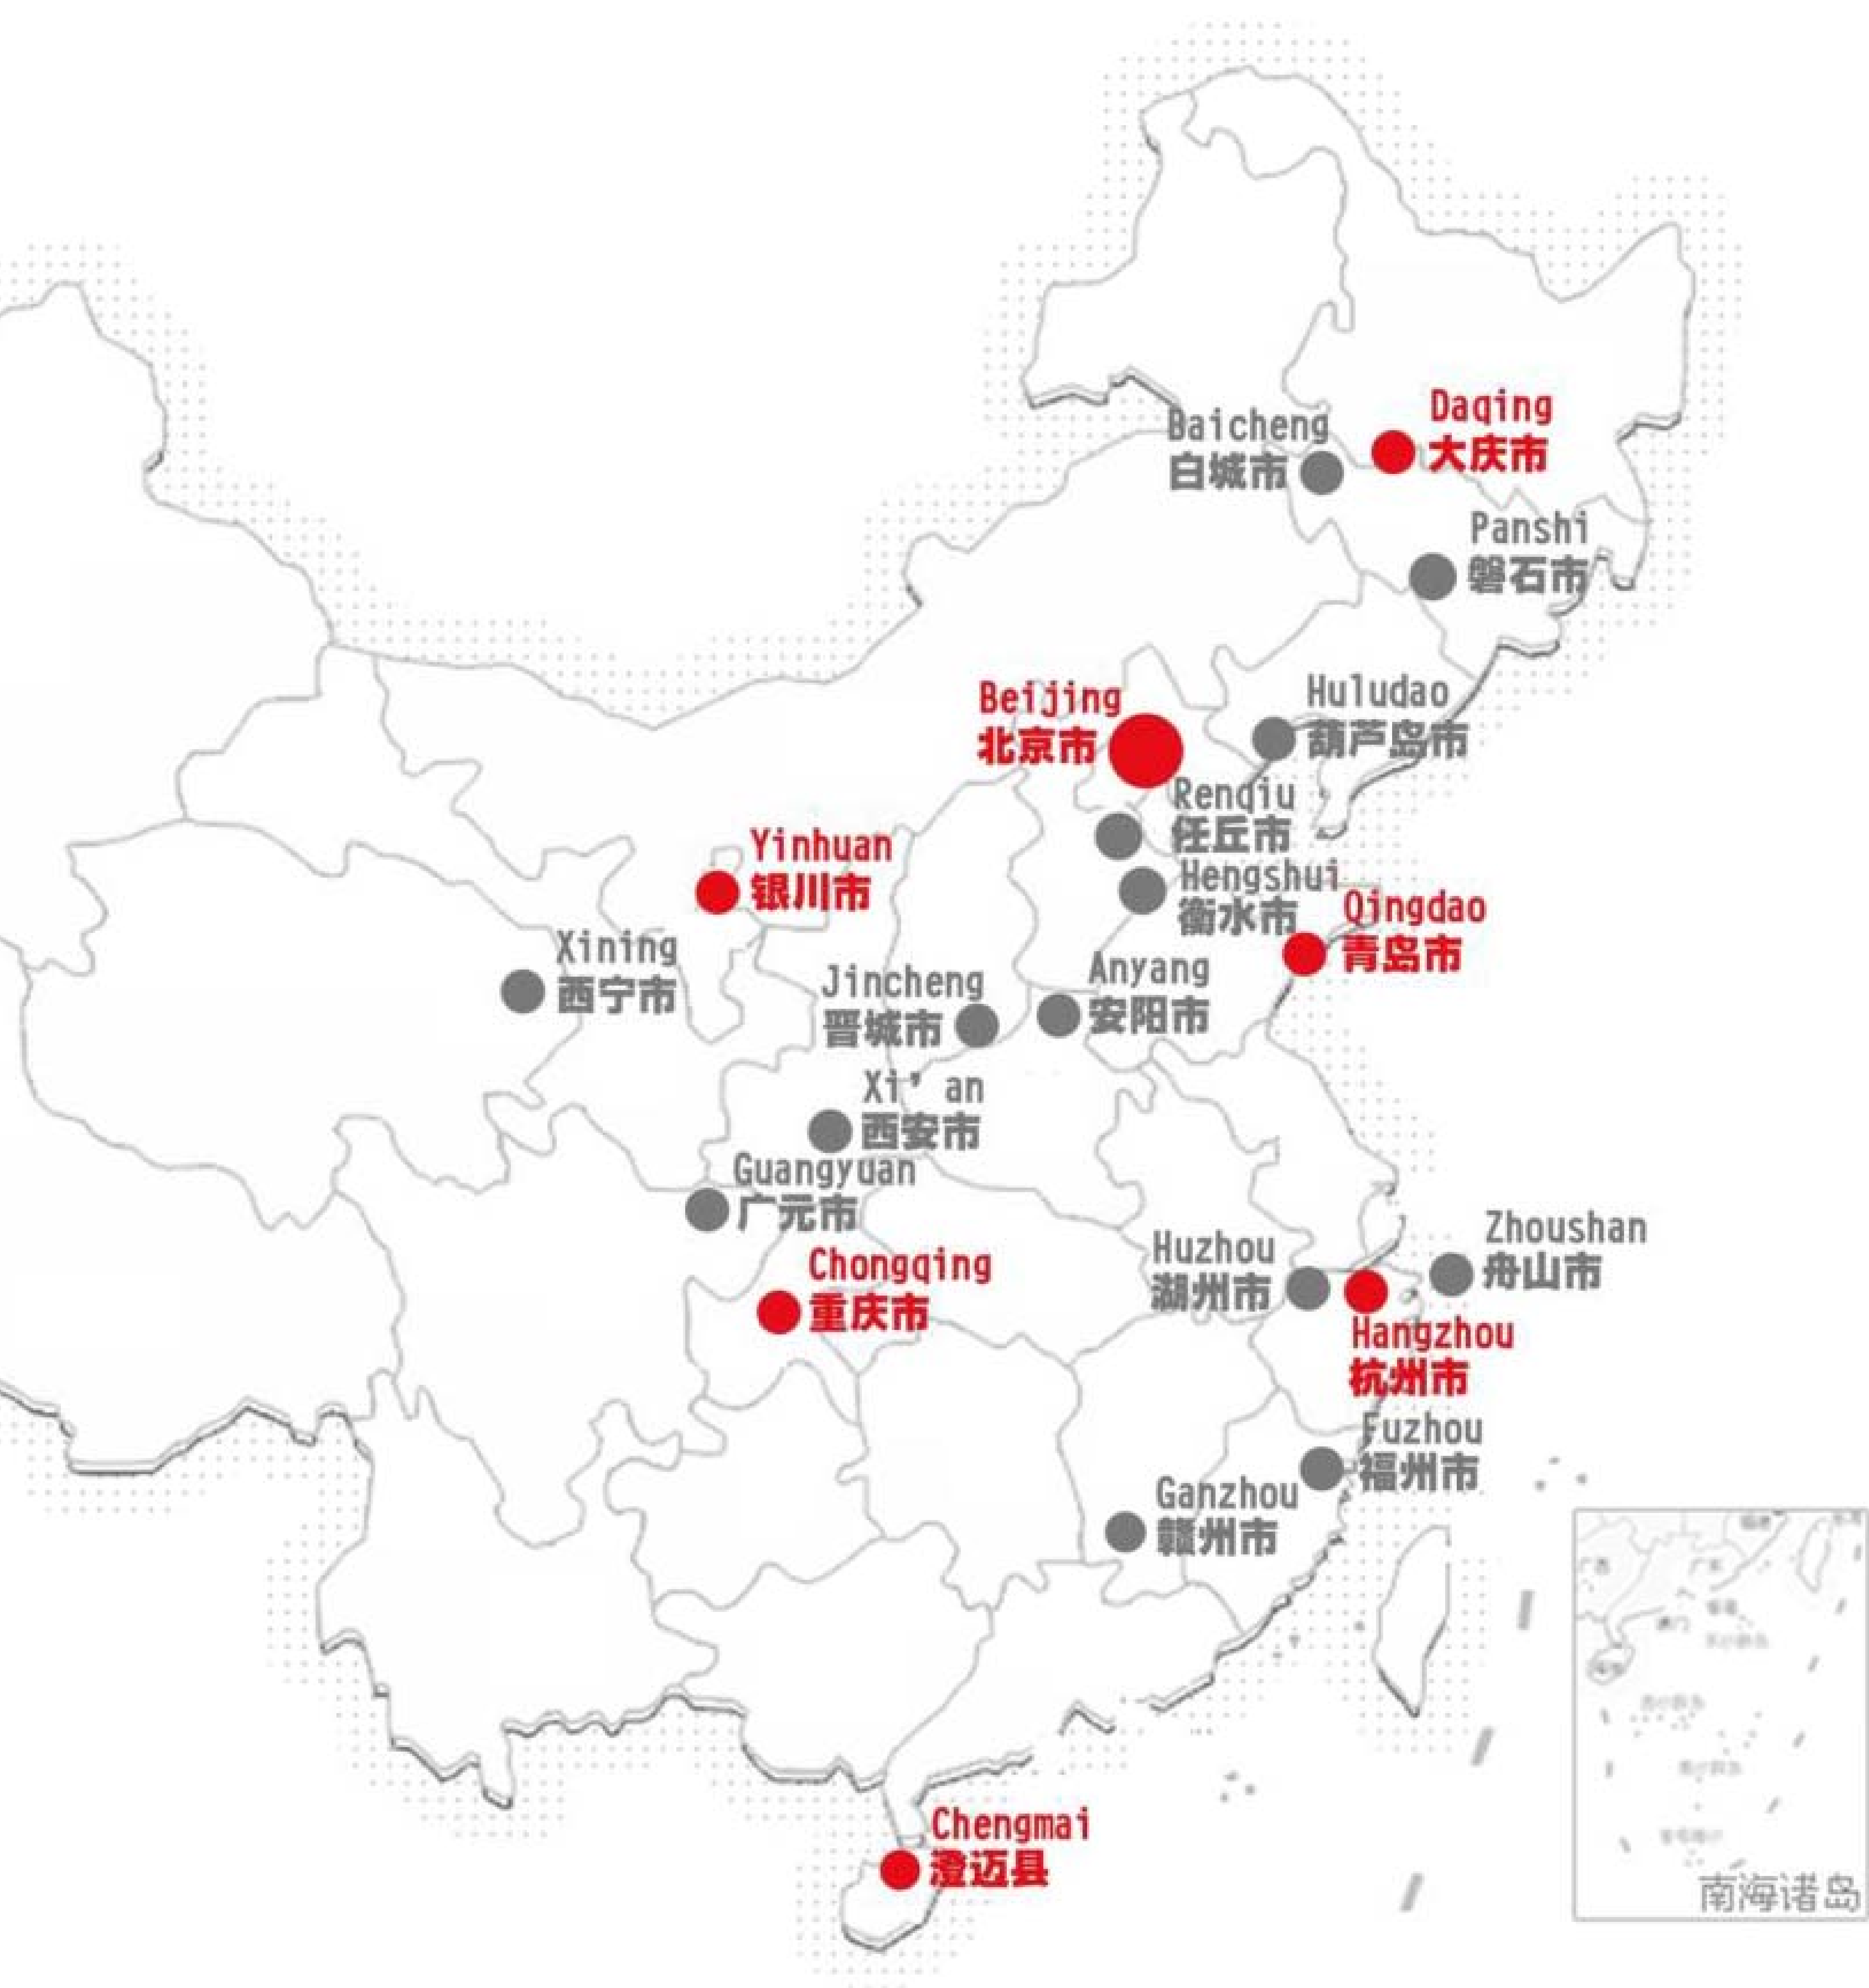 Daqing
大庆市
Baicheng
白城市
Panshi
磐石市
Beijing
北京市
Huludao
葫芦岛市
Renqiu
任丘市
Yinhuan
银川市
Hengshui
衡水市
Qingdao
青岛市
Xining
西宁市
Jincheng
晋城市
Anyang
安阳市
Xi’an
西安市
Guangyuan
广元市
Chongqing
重庆市
Huzhou
湖州市
Zhoushan
舟山市
Hangzhou
杭州市
Fuzhou
福州市
Ganzhou
赣州市
Chengmai
澄迈县
南海诸岛